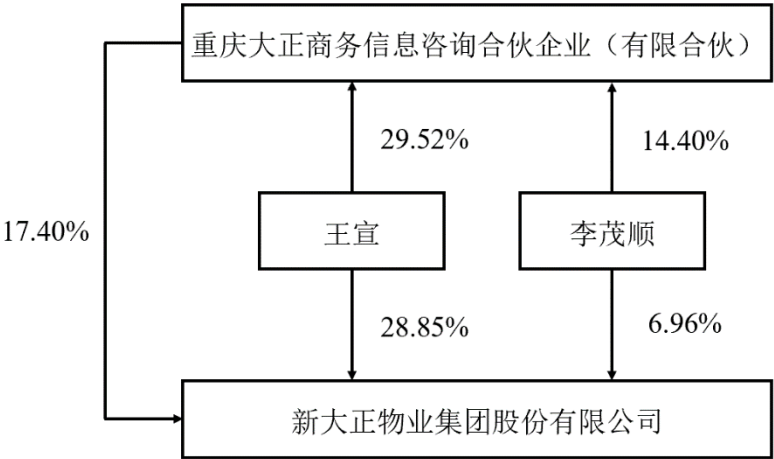 重庆大正商务信息咨询合伙企业（有限合伙）
29.52%
14.40%
17.40%
王宣
李茂顺
28.85%
6.96%
新大正物业集团股份有限公司